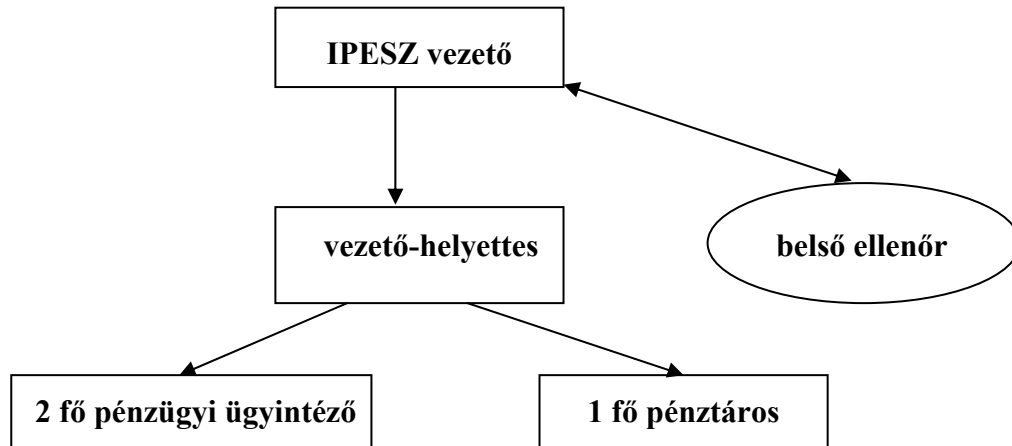 IPESZ vezető
vezető-helyettes
belső ellenőr
2 fő pénzügyi ügyintéző
1 fő pénztáros